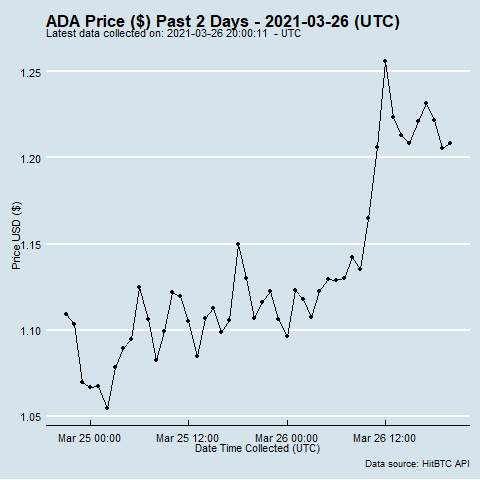 ADA Price ($) Past 2 Days - 2021-03-26 (UTC)
Latest data collected on: 2021-03-26 20:00:11 - UTC
1.25
1.20
1.15
1.10
1.05
Price USD ($)
Mar 25 00:00 Mar 25 12:00 Mar 26 00:00 Mar 26 12:00
Date Time Collected (UTC)
Data source: HitBTC API